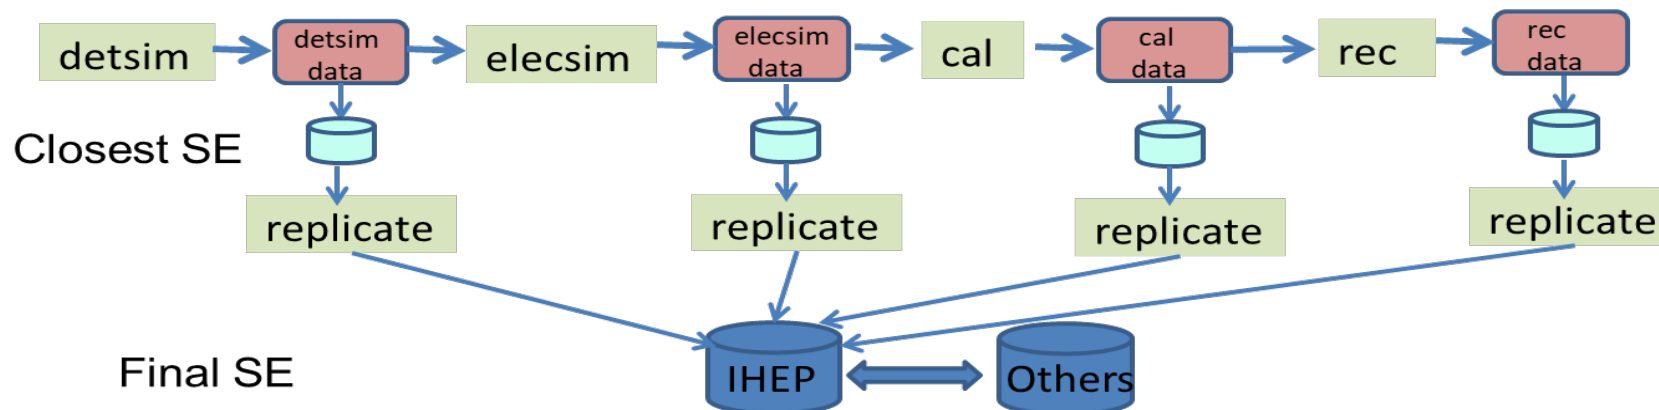 detsim
detsim
data
elecsim
elecsim
data
cal
cal
data
rec
rec
data
Closest SE
replicate
replicate
replicate
replicate
Final SE
IHEP
Others